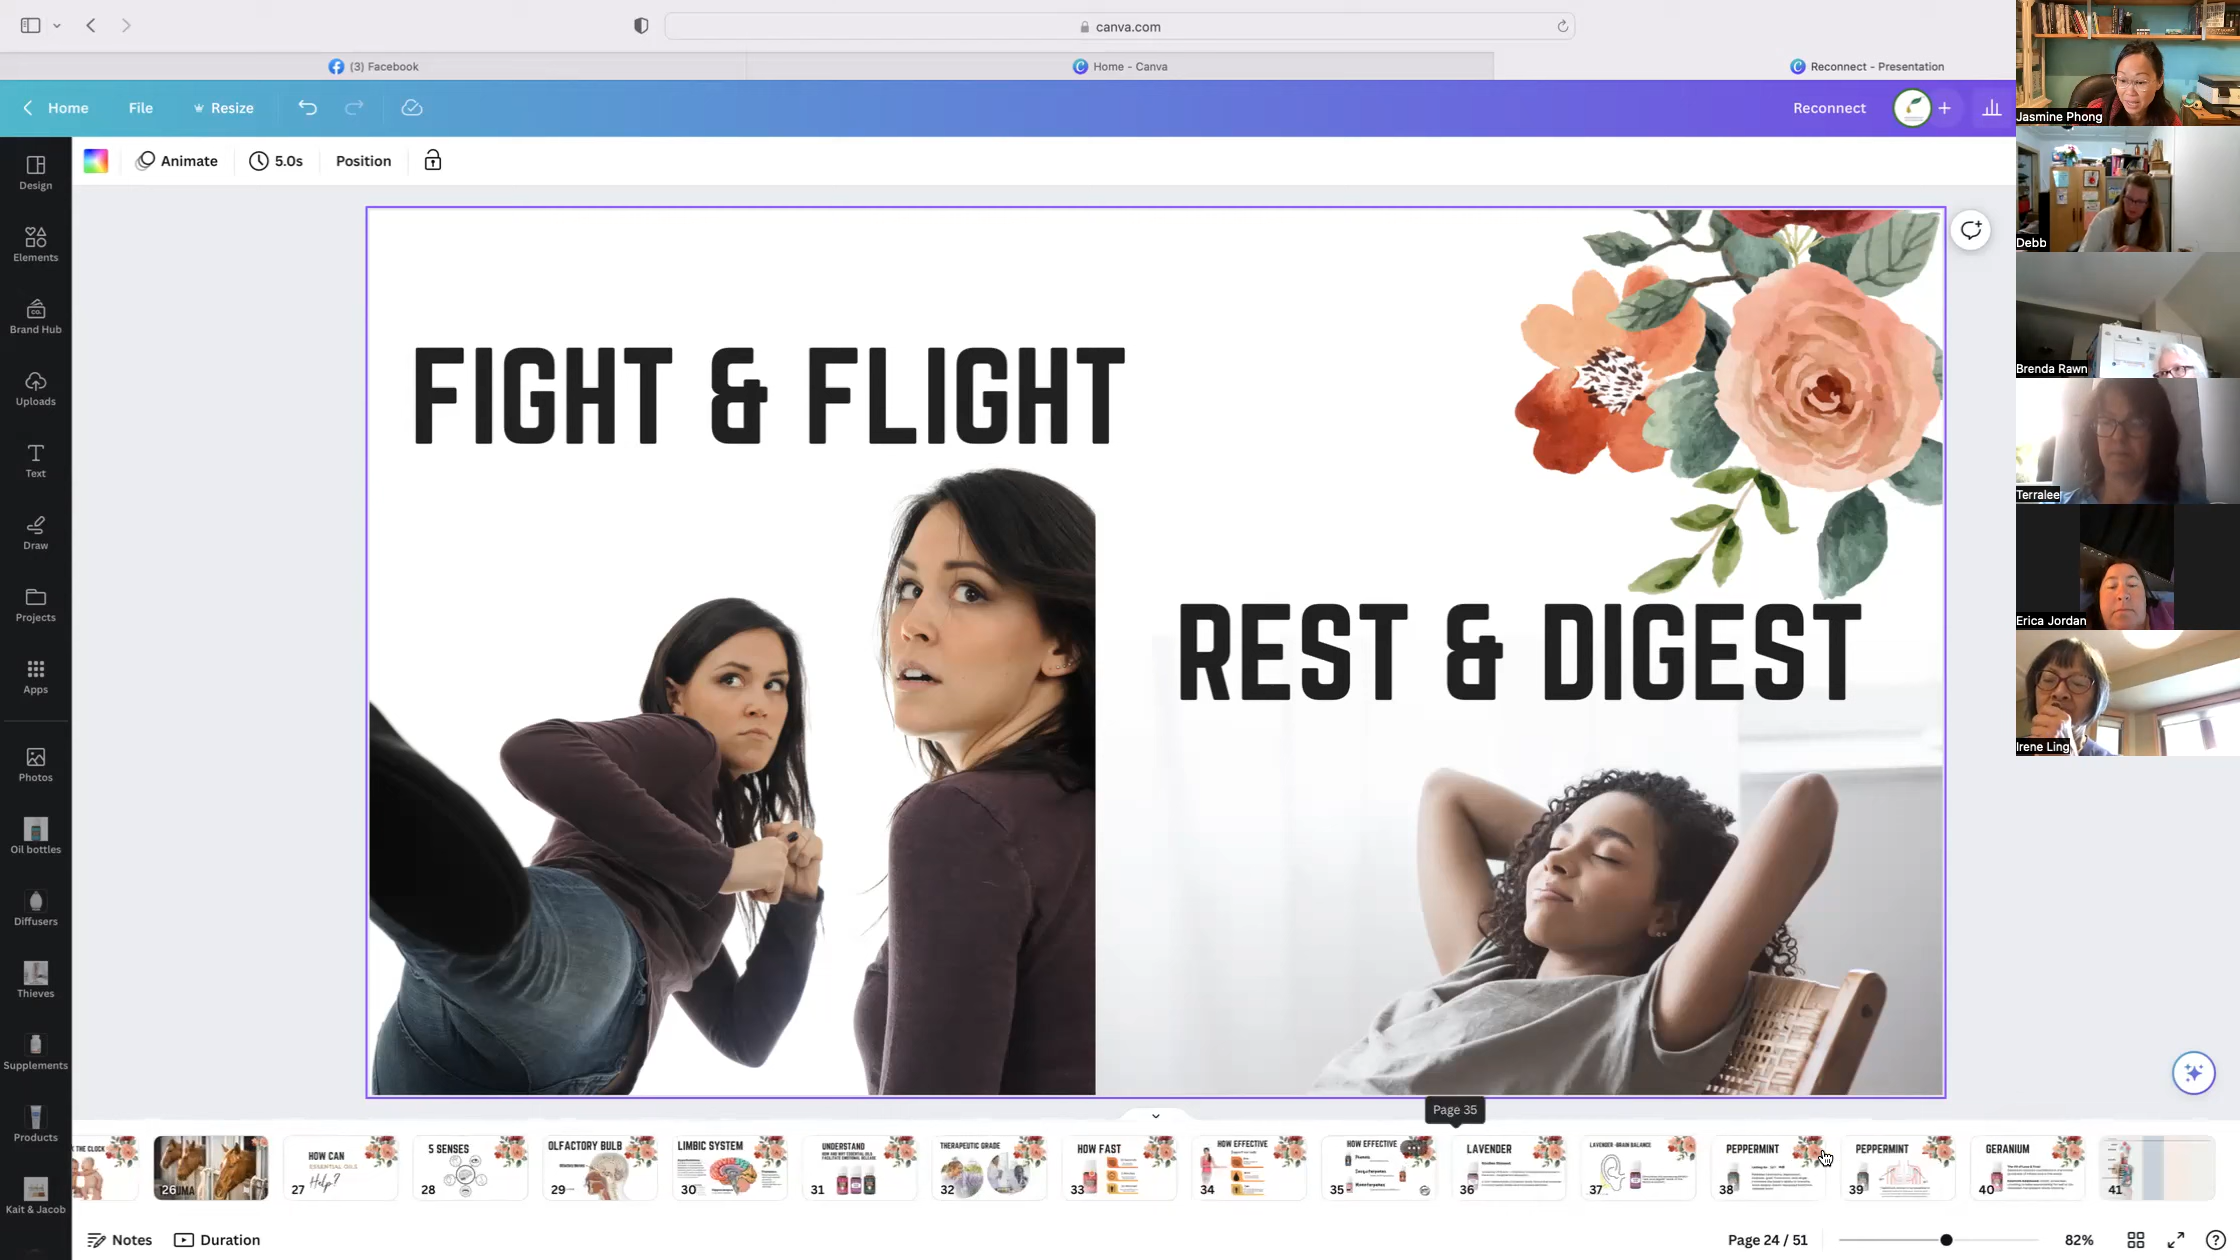 canva.com
(3) Facebook
Home - Canva
Reconnect - Presentation
Home
File
Resize
Reconnect
Animate
5.0s
Position
Design
Elements
Brand Hub
Uploads
Text
Draw
Projects
Apps
Photos
Oil bottles
Diffusers
Thieves
Supplements
Products
Kait & Jacob
FIGHT & FLIGHT
REST & DIGEST
Jasmine Phong
Debb
Brenda Rawn
Terralee
Erica Jordan
Irene Ling
Page 35
THE CLOCK
26
HOW CAN
ESSENTIAL OILS
Help?
27
5 SENSES
28
OLFACTORY BULB
29
LIMBIC SYSTEM
30
UNDERSTAND
31
THERAPEUTIC GRADE
32
HOW FAST
33
HOW EFFECTIVE
34
HOW EFFECTIVE
35
LAVENDER
36
LAVENDER -BRAIN BALANCE
37
PEPPERMINT
38
PEPPERMINT
39
GERANIUM
40
41
Notes
Duration
Page 24 / 51
82%